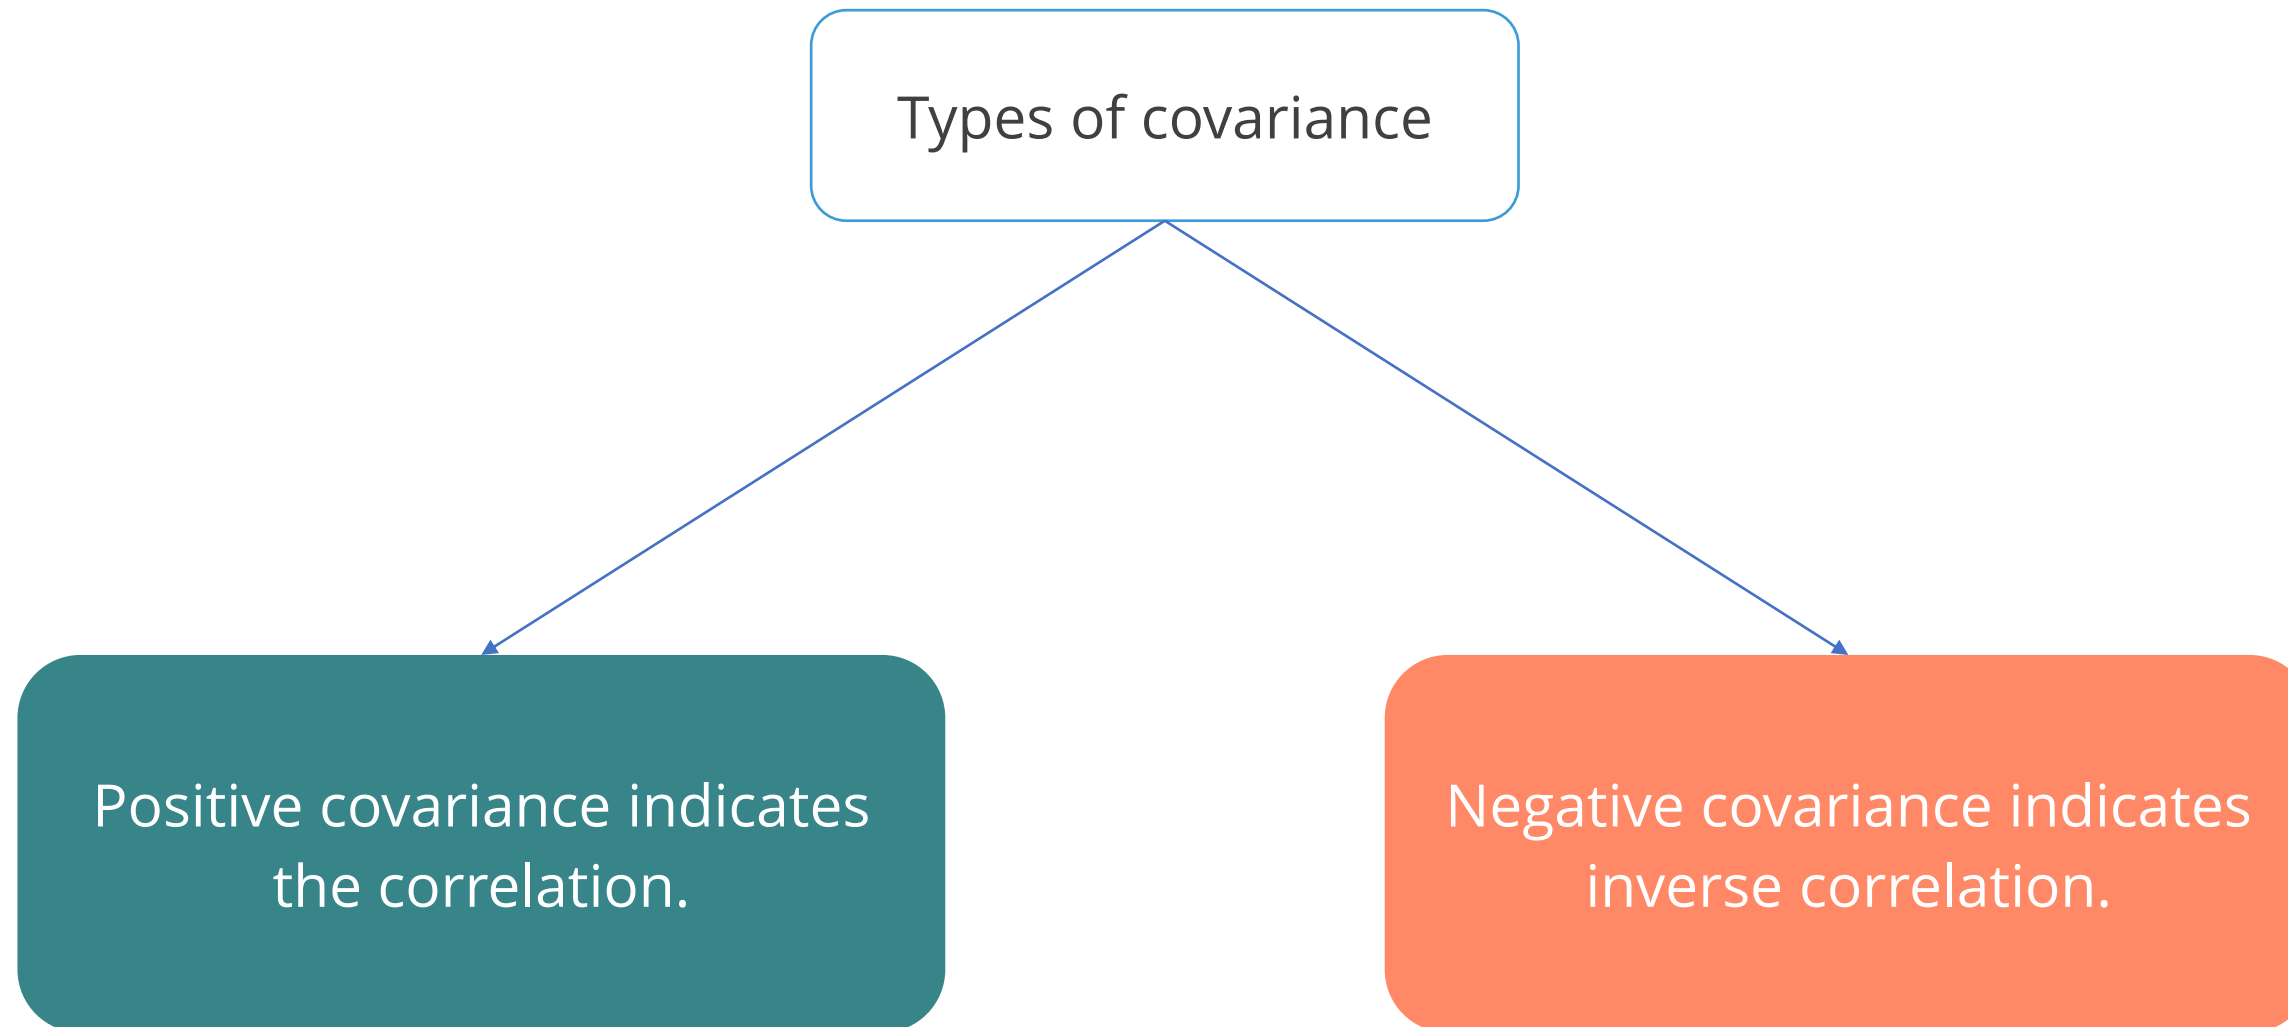 Types of covariance
Positive covariance indicates
the correlation.
Negative covariance indicates
inverse correlation.